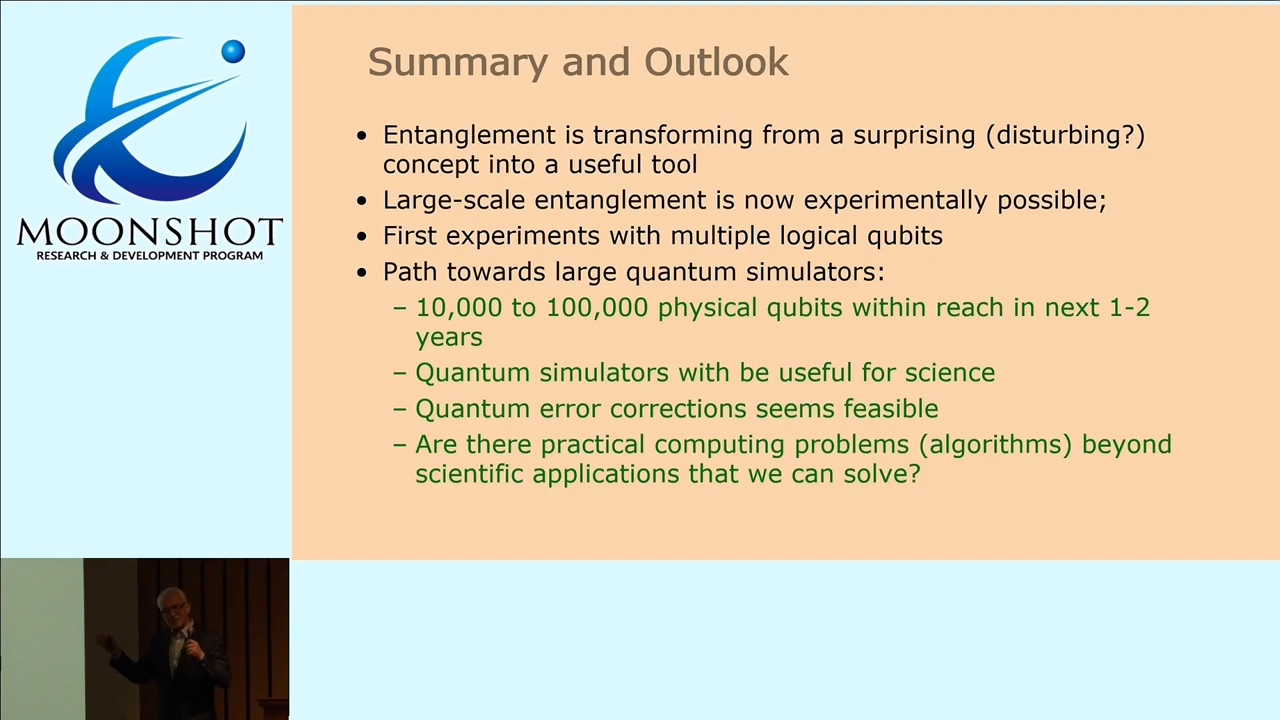 MOONSHOT
RESEARCH & DEVELOPMENT PROGRAM
Summary and Outlook
• Entanglement is transforming from a surprising (disturbing?)
concept into a useful tool
• Large-scale entanglement is now experimentally possible;
• First experiments with multiple logical qubits
• Path towards large quantum simulators:
– 10,000 to 100,000 physical qubits within reach in next 1-2
years
– Quantum simulators with be useful for science
– Quantum error corrections seems feasible
– Are there practical computing problems (algorithms) beyond
scientific applications that we can solve?